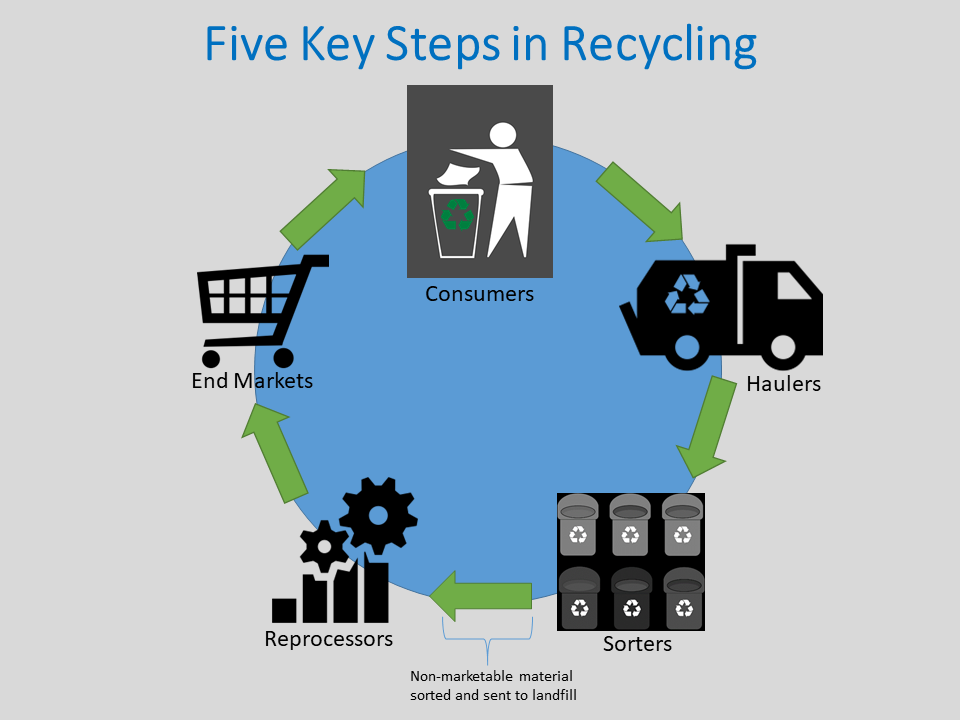 Five Key Steps in Recycling
Consumers
End Markets
Haulers
Reprocessors
Sorters
Non-marketable material
sorted and sent to landfill